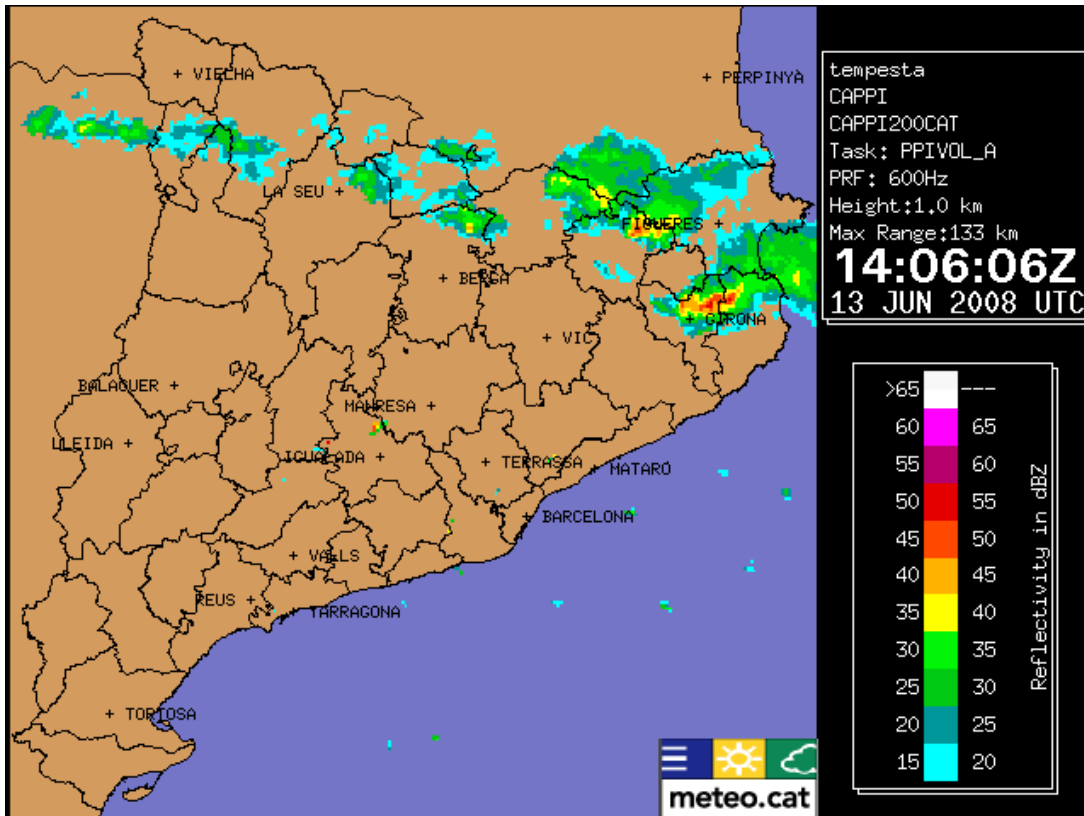 + VIELHA
+ PERPINYÀ
LA SEU +
FIGUERES +
+ BERGA
+ GIRONA
+ VIC
BALAGUER +
MANRESA +
LLEIDA +
IGUALADA +
+ TERRASSA
+ MATARÓ
+ BARCELONA
+ VALLS
REUS +
+ TARRAGONA
+ TORTOSA
meteo.cat
tempesta
CAPPI
CAPPI200CAT
Task: PPIVOL_A
PRF: 600Hz
Height:1.0 km
Max Range:133 km
14:06:06Z
13 JUN 2008 UTC
>65 ---
60 65
55 60
50 55
45 50
40 45
35 40
30 35
25 30
20 25
15 20
Reflectivity in dBZ